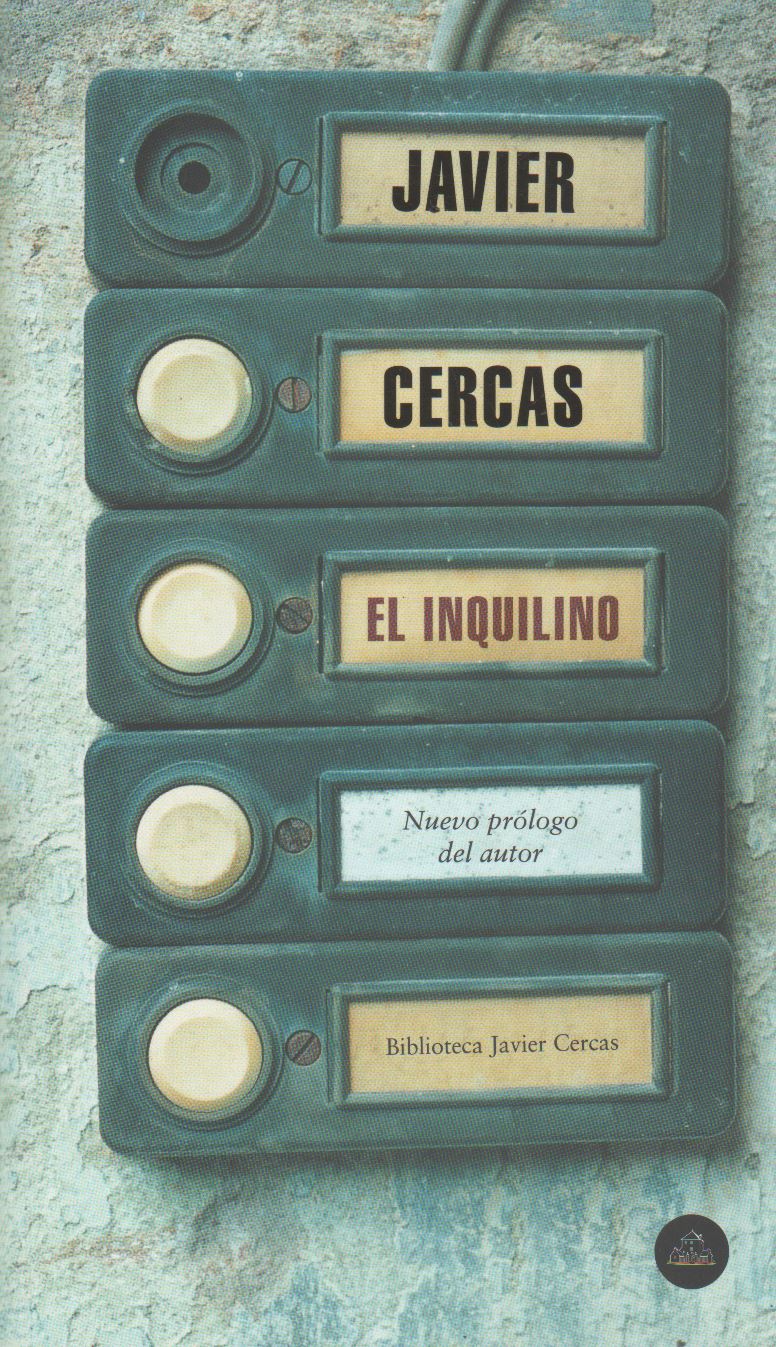 JAVIER
CERCAS
EL INQUILINO
Nuevo prólogo
del autor
Biblioteca Javier Cercas